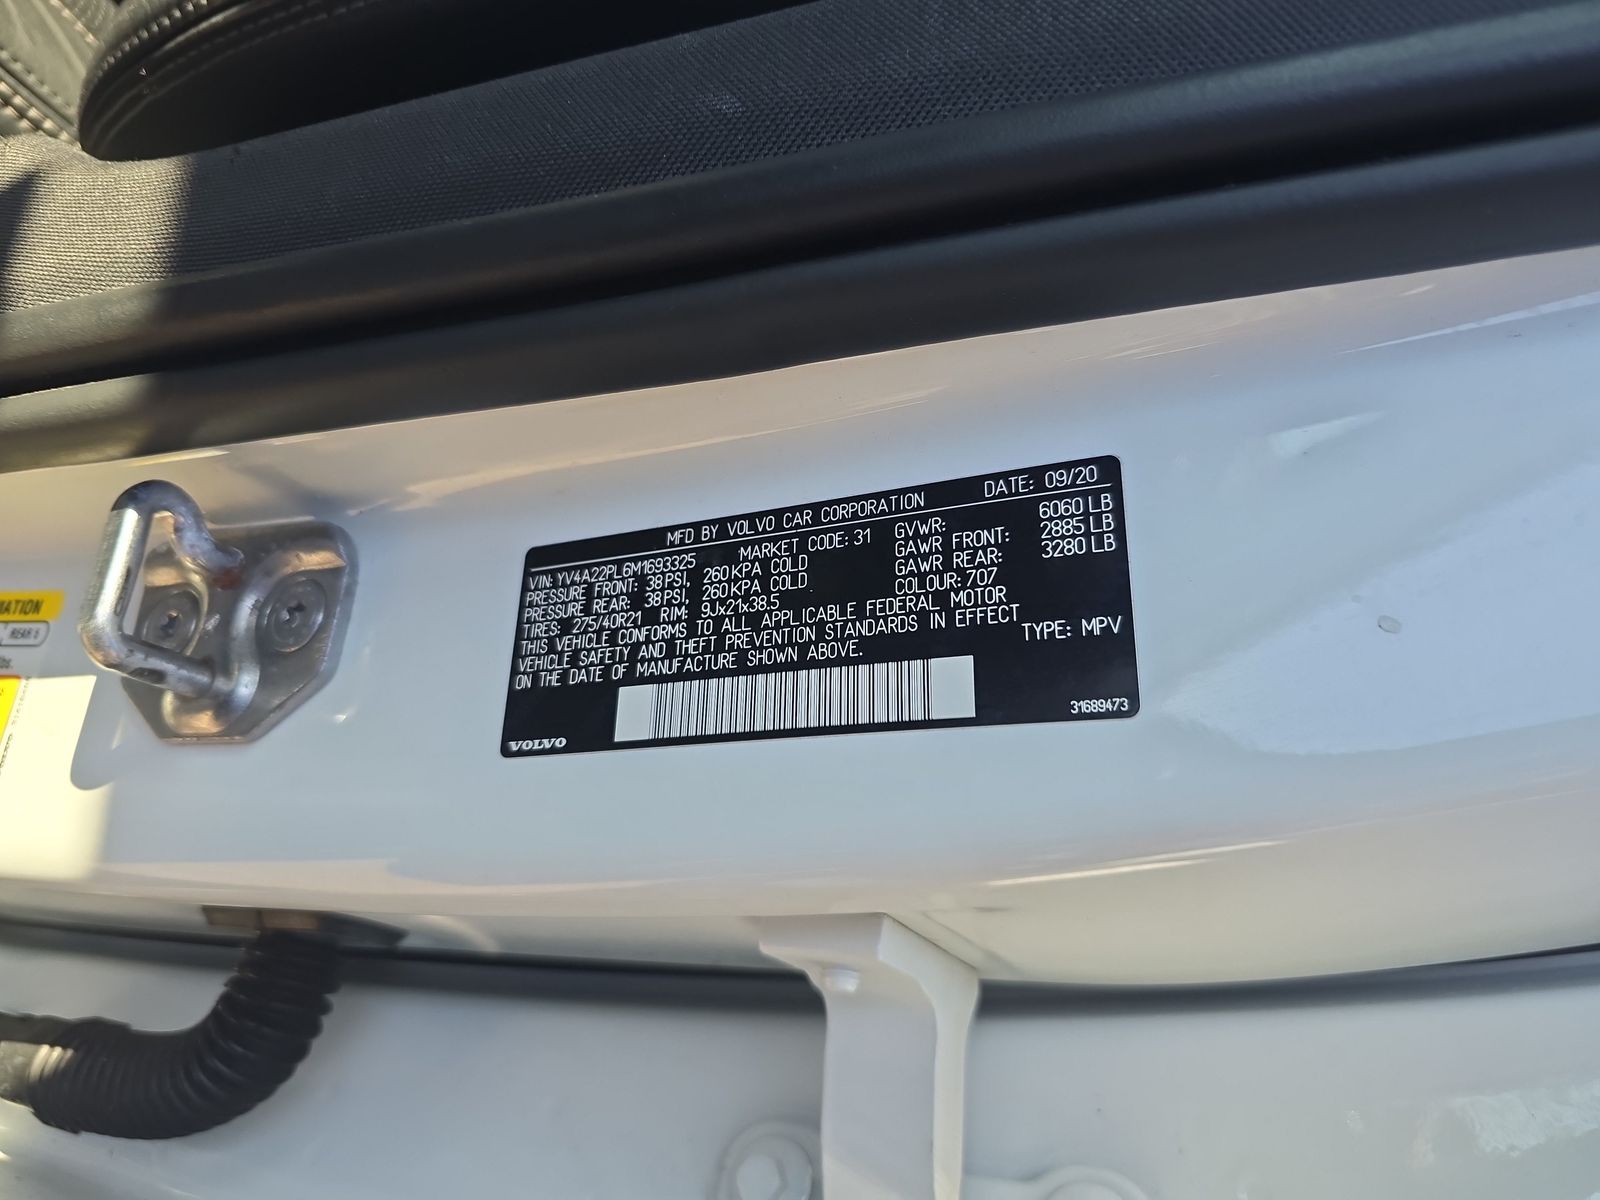 MFD BY VOLVO CAR CORPORATION DATE: 09/20
VIN: YV4A22PL6M1693325 MARKET CODE: 31 GVWR: 6060 LB
PRESSURE FRONT: 38 PSI, 260 KPA COLD GAWR FRONT: 2885 LB
PRESSURE REAR: 38 PSI, 260 KPA COLD GAWR REAR: 3280 LB
TIRES: 275/40R21 RIM: 9Jx21x38.5 COLOUR: 707
THIS VEHICLE CONFORMS TO ALL APPLICABLE FEDERAL MOTOR
VEHICLE SAFETY AND THEFT PREVENTION STANDARDS IN EFFECT
ON THE DATE OF MANUFACTURE SHOWN ABOVE. TYPE: MPV
VOLVO 31689473
REAR
lbs.